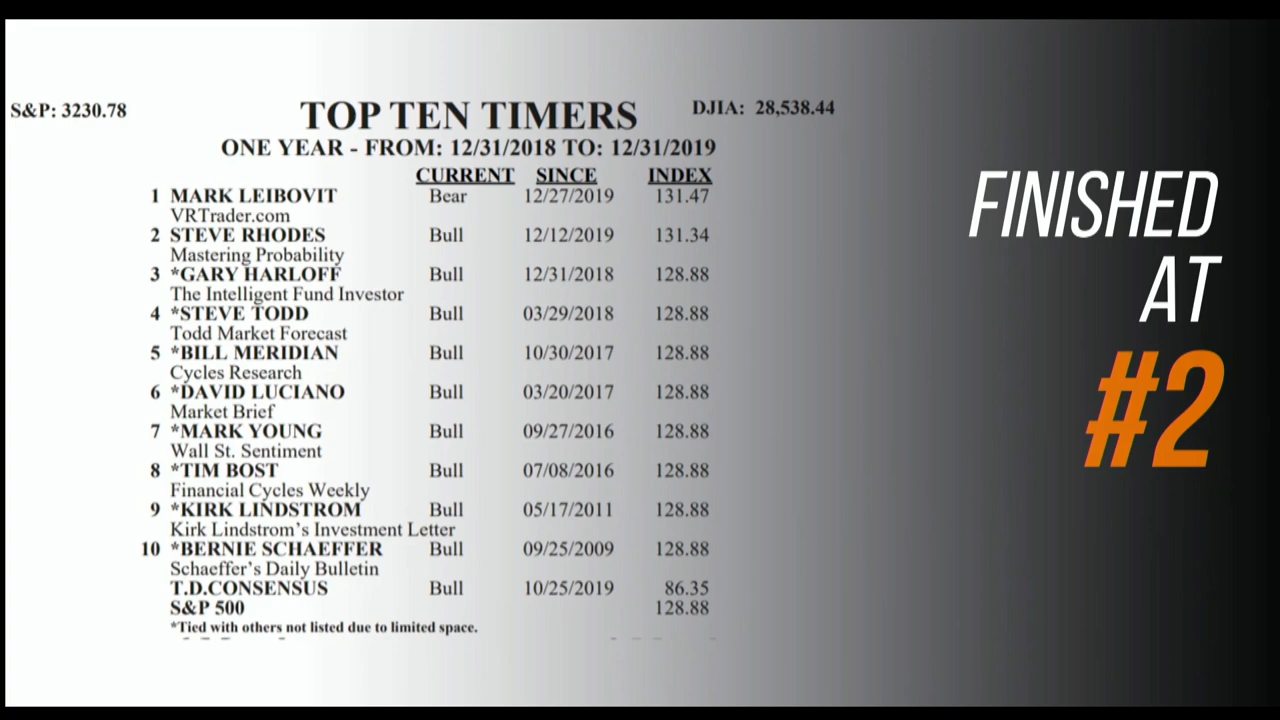 S&P: 3230.78
TOP TEN TIMERS
DJIA: 28,538.44
ONE YEAR - FROM: 12/31/2018 TO: 12/31/2019
CURRENT SINCE INDEX
1 MARK LEIBOVIT Bear 12/27/2019 131.47
VRTrader.com
2 STEVE RHODES Bull 12/12/2019 131.34
Mastering Probability
3 *GARY HARLOFF Bull 12/31/2018 128.88
The Intelligent Fund Investor
4 *STEVE TODD Bull 03/29/2018 128.88
Todd Market Forecast
5 *BILL MERIDIAN Bull 10/30/2017 128.88
Cycles Research
6 *DAVID LUCIANO Bull 03/20/2017 128.88
Market Brief
7 *MARK YOUNG Bull 09/27/2016 128.88
Wall St. Sentiment
8 *TIM BOST Bull 07/08/2016 128.88
Financial Cycles Weekly
9 *KIRK LINDSTROM Bull 05/17/2011 128.88
Kirk Lindstrom's Investment Letter
10 *BERNIE SCHAEFFER Bull 09/25/2009 128.88
Schaeffer's Daily Bulletin
T.D.CONSENSUS Bull 10/25/2019 86.35
S&P 500 128.88
*Tied with others not listed due to limited space.
FINISHED
AT
#2